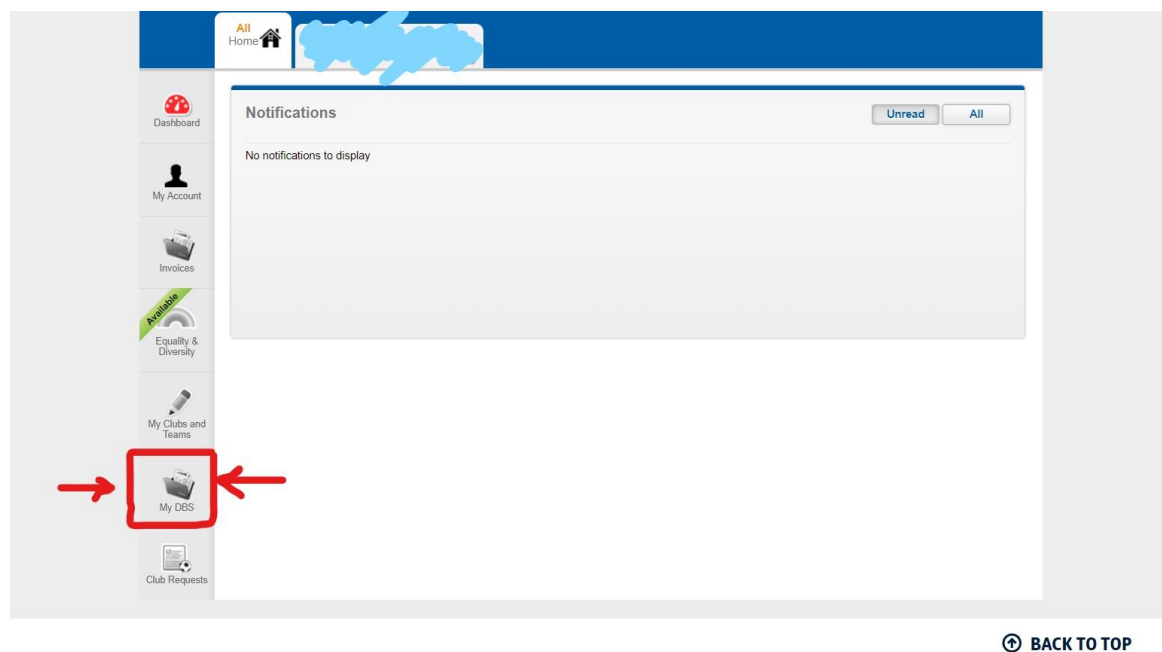 All
Home
Dashboard
Notifications
Unread
All
No notifications to display
My Account
Invoices
Available
Equality &
Diversity
My Clubs and
Teams
My DBS
Club Requests
BACK TO TOP